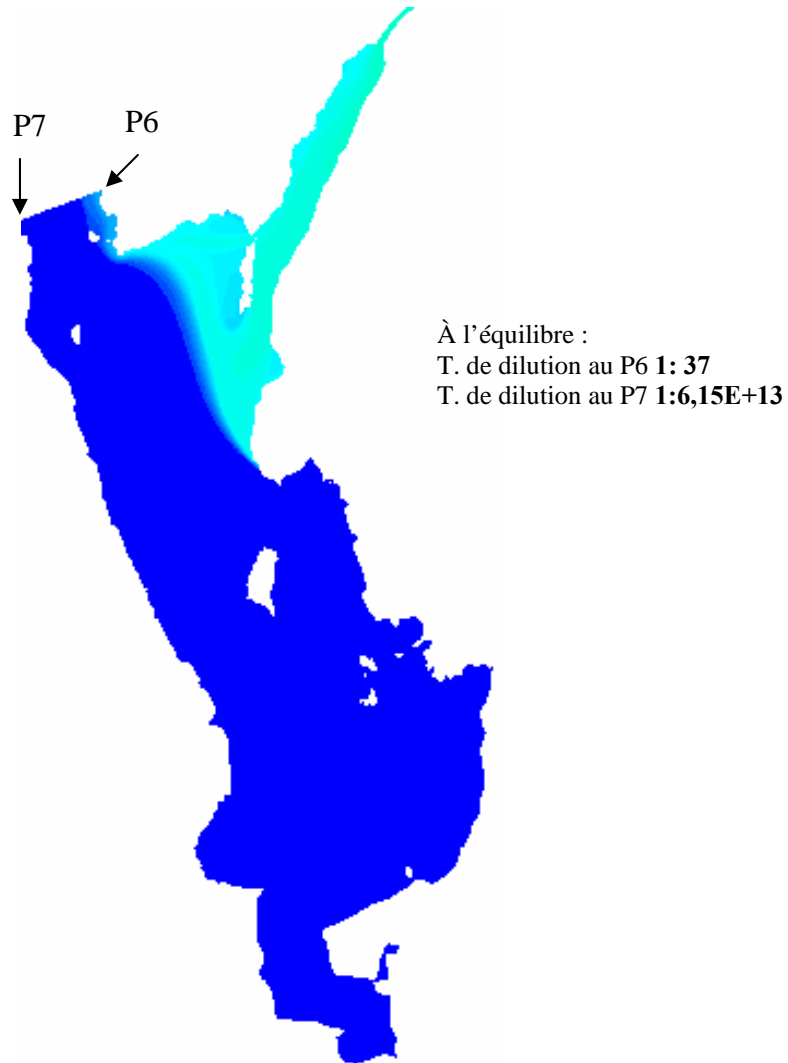 P7
P6
À l'équilibre :
T. de dilution au P6 1: 37
T. de dilution au P7 1:6,15E+13